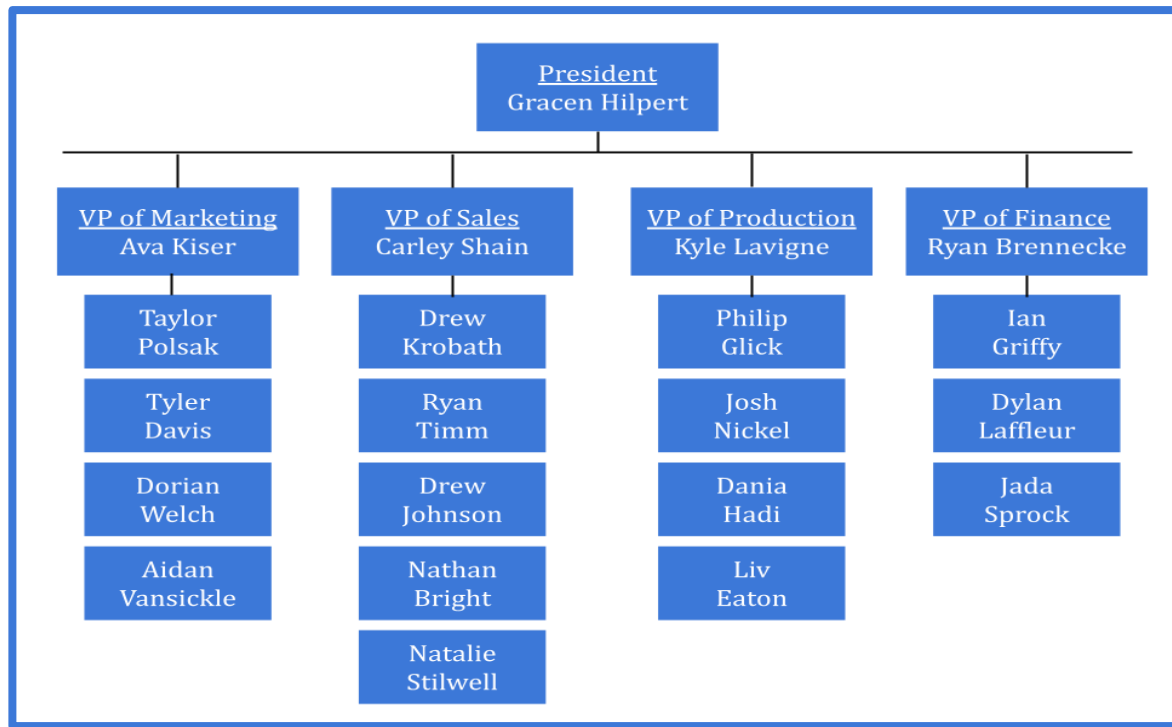 President
Gracen Hilpert
VP of Marketing
Ava Kiser
Taylor
Polsak
Tyler
Davis
Dorian
Welch
Aidan
Vansickle
VP of Sales
Carley Shain
Drew
Krobath
Ryan
Timm
Drew
Johnson
Nathan
Bright
Natalie
Stilwell
VP of Production
Kyle Lavigne
Philip
Glick
Josh
Nickel
Dania
Hadi
Liv
Eaton
VP of Finance
Ryan Brennecke
Ian
Griffy
Dylan
Laffleur
Jada
Sprock